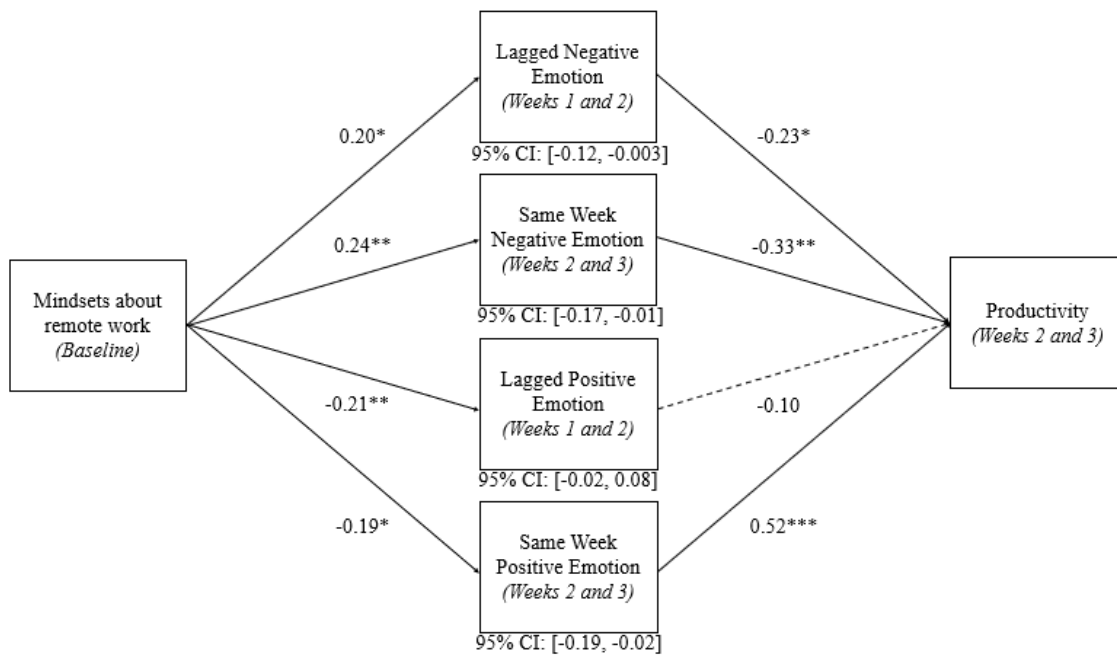 Lagged Negative
Emotion
(Weeks 1 and 2)
0.20*
-0.23*
95% CI: [-0.12, -0.003]
Same Week
Negative Emotion
(Weeks 2 and 3)
0.24**
-0.33**
95% CI: [-0.17, -0.01]
Mindsets about
remote work
(Baseline)
Productivity
(Weeks 2 and 3)
Lagged Positive
Emotion
(Weeks 1 and 2)
-0.21**
-0.10
95% CI: [-0.02, 0.08]
Same Week
Positive Emotion
(Weeks 2 and 3)
-0.19*
0.52***
95% CI: [-0.19, -0.02]